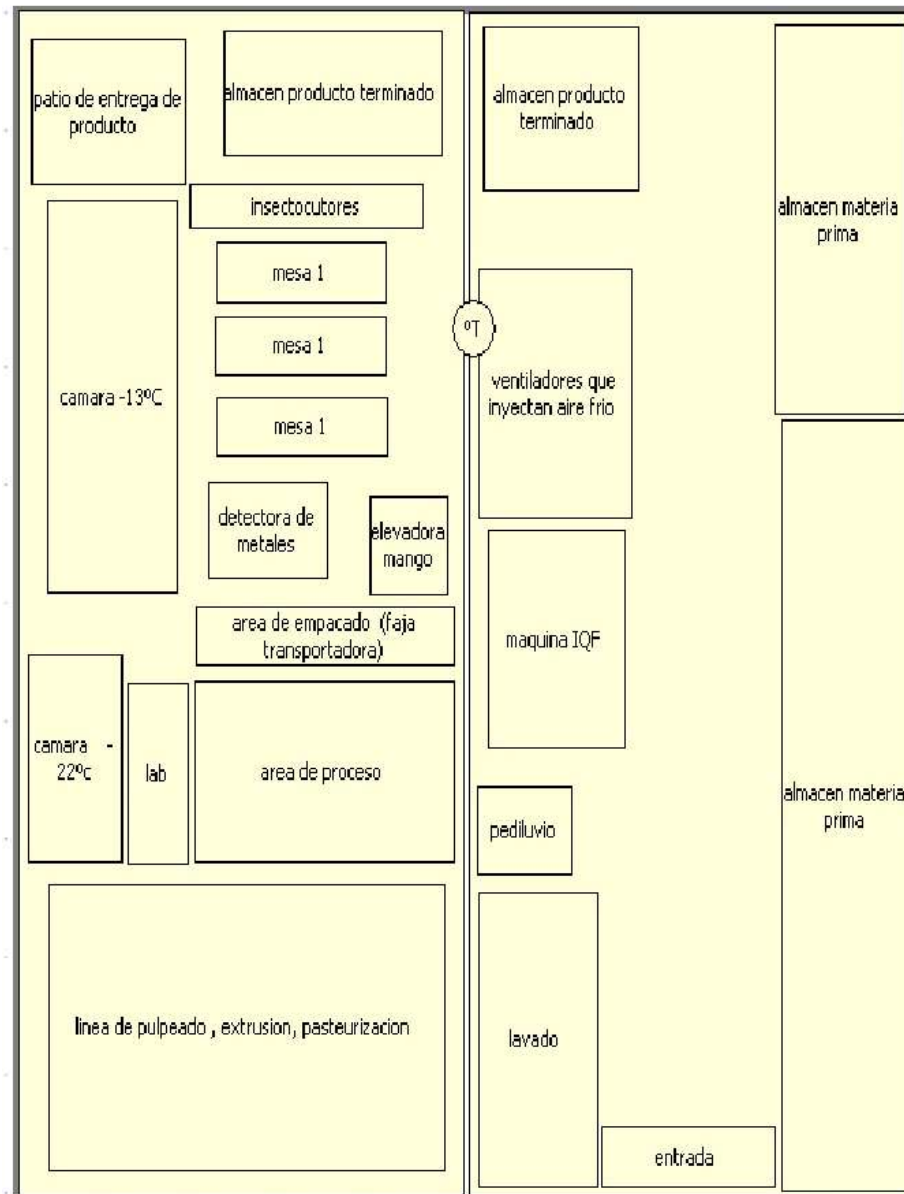 patio de entrega de
producto
almacen producto terminado
insectocutores
mesa 1
mesa 1
mesa 1
camara -13ºC
detectora de
metales
elevadora
mango
area de empacado (faja
transportadora)
camara -
22ºc
lab
area de proceso
linea de pulpeado , extrusion, pasteurizacion
almacen producto
terminado
almacen materia
prima
ºT
ventiladores que
inyectan aire frio
maquina IQF
pediluvio
almacen materia
prima
lavado
entrada